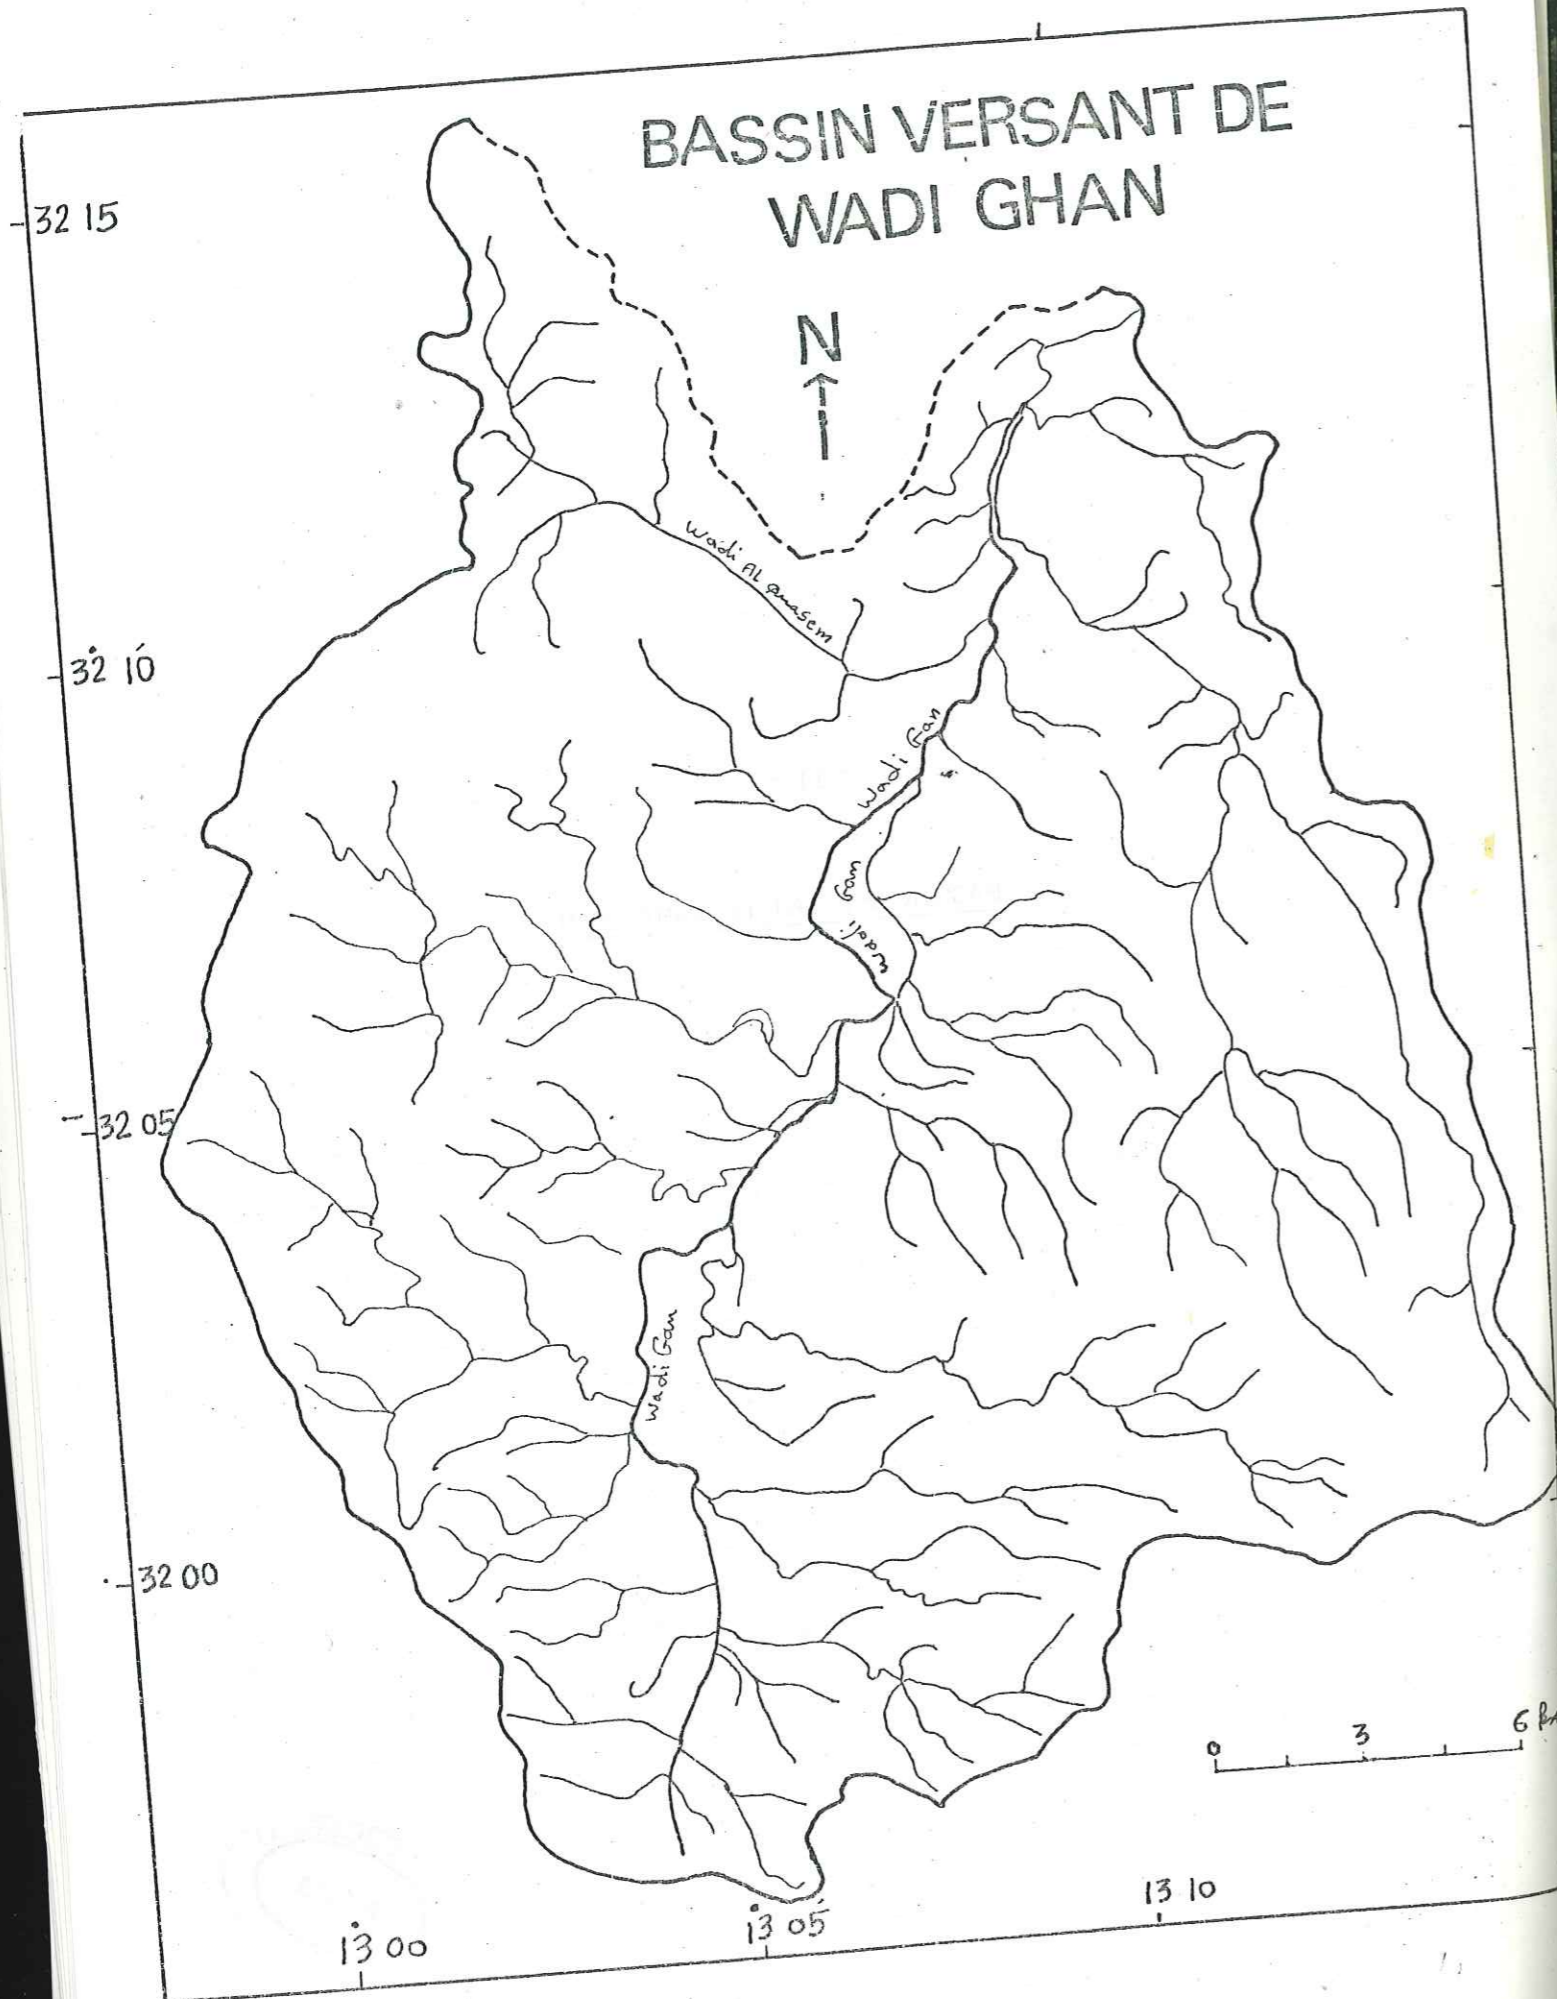 BASSIN VERSANT DE
WADI GHAN
N
32 15
32° 10'
32 05
32 00
Wadi AL Qmasem
Wadi Gan
Wadi Gan
Wadi Gan
0 3 6
13° 00
13° 05'
13 10